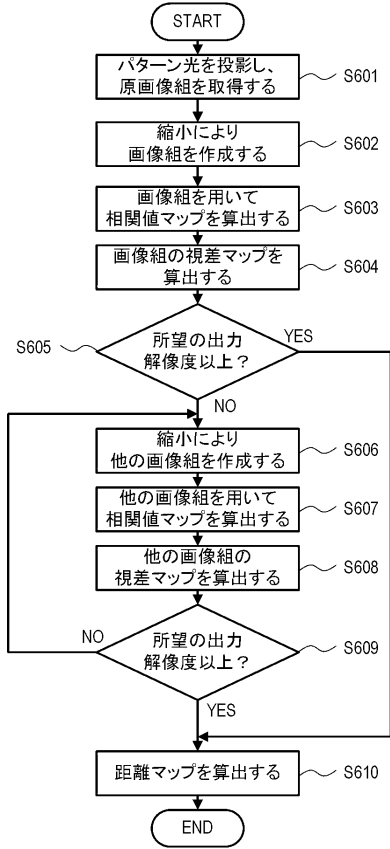 START
パターン光を投影し、
原画像組を取得する
S601
縮小により
画像組を作成する
S602
画像組を用いて
相関値マップを算出する
S603
画像組の視差マップを
算出する
S604
S605
所望の出力
解像度以上？
YES
NO
縮小により
他の画像組を作成する
S606
他の画像組を用いて
相関値マップを算出する
S607
他の画像組の
視差マップを算出する
S608
NO
所望の出力
解像度以上？
S609
YES
距離マップを算出する
S610
END